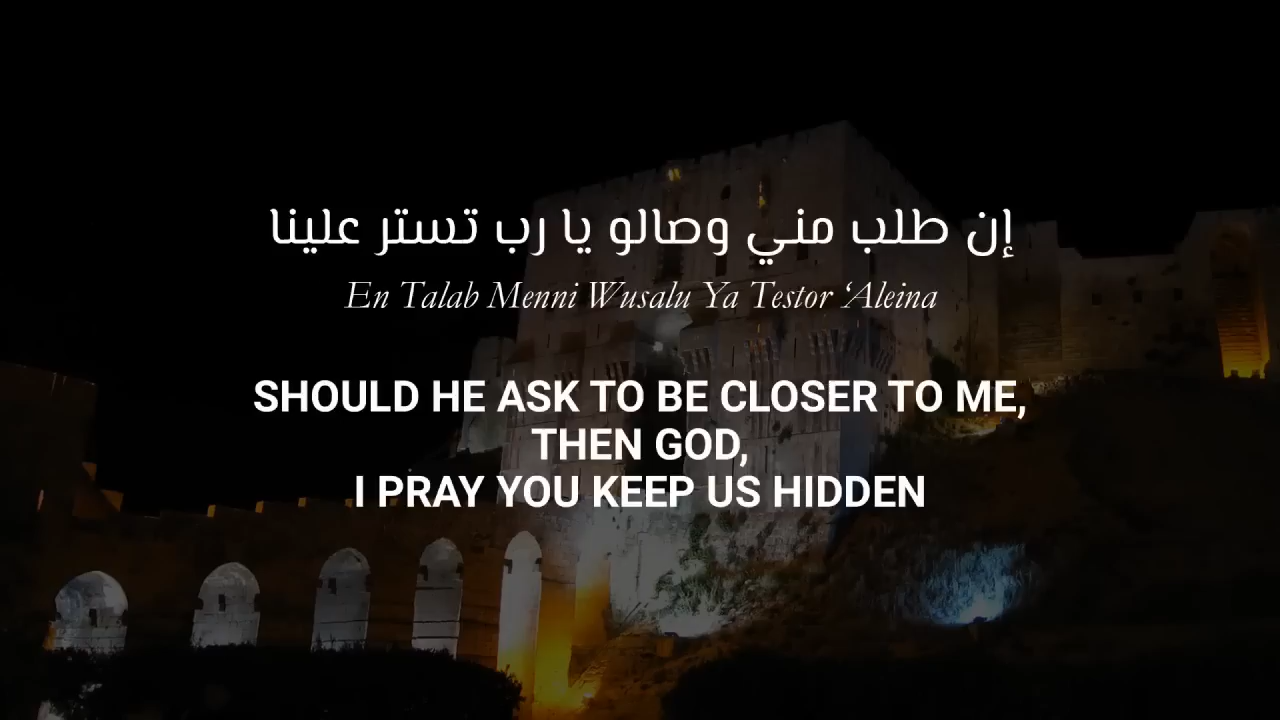 إن طلب مني وصالو يا رب تستر علينا
En Talab Menni Wusalu Ya Testor ‘Aleina
SHOULD HE ASK TO BE CLOSER TO ME,
THEN GOD,
I PRAY YOU KEEP US HIDDEN